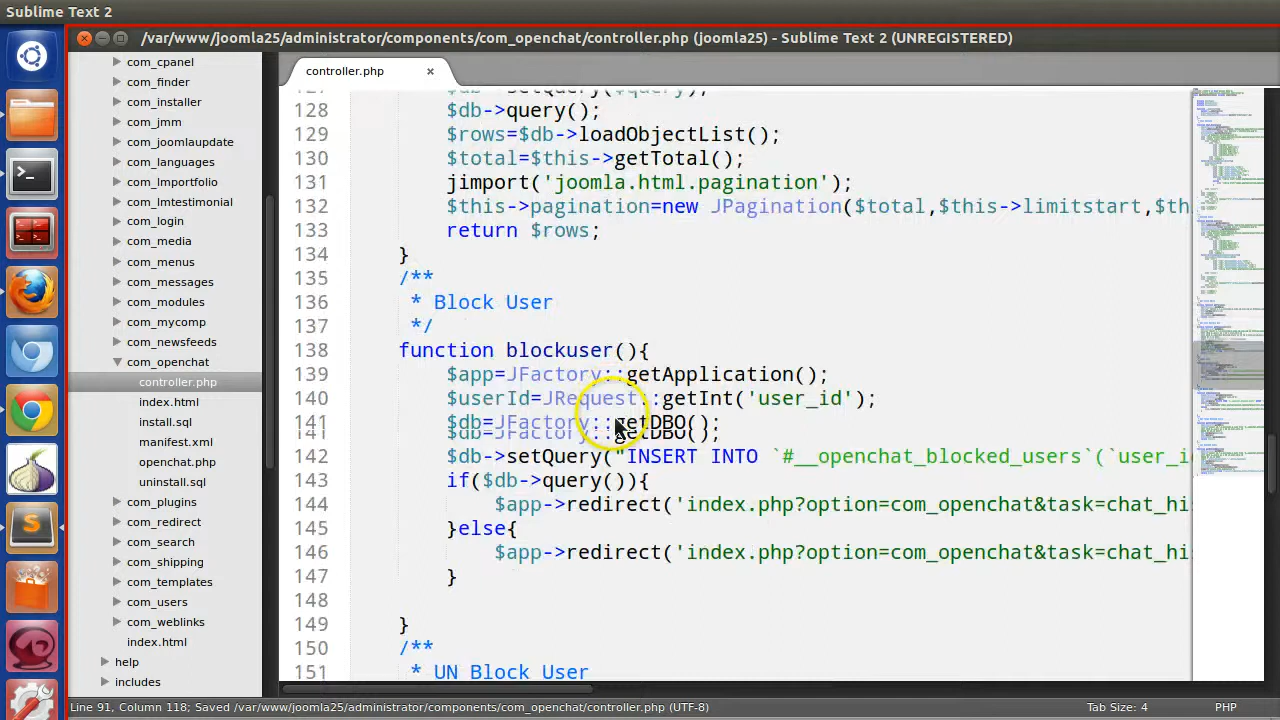 Sublime Text 2
/var/www/joomla25/administrator/components/com_openchat/controller.php (joomla25) - Sublime Text 2 (UNREGISTERED)
com_cpanel
com_finder
com_installer
com_jmm
com_joomlaupdate
com_languages
com_lmportfolio
com_lmtestimonial
com_login
com_media
com_menus
com_messages
com_modules
com_mycomp
com_newsfeeds
com_openchat
controller.php
index.html
install.sql
manifest.xml
openchat.php
uninstall.sql
com_plugins
com_redirect
com_search
com_shipping
com_templates
com_users
com_weblinks
index.html
help
includes
controller.php ×
127 $db->setQuery($query);
128 $db->query();
129 $rows=$db->loadObjectList();
130 $total=$this->getTotal();
131 jimport('joomla.html.pagination');
132 $this->pagination=new JPagination($total,$this->limitstart,$th
133 return $rows;
134 }
135 /**
136 * Block User
137 */
138 function blockuser(){
139 $app=JFactory::getApplication();
140 $userId=JRequest::getInt('user_id');
141 $db=JFactory::getDBO();
141 $db=JFactory::getDBO();
142 $db->setQuery("INSERT INTO `#__openchat_blocked_users`(`user_i
143 if($db->query()){
144 $app->redirect('index.php?option=com_openchat&task=chat_hi
145 }else{
146 $app->redirect('index.php?option=com_openchat&task=chat_hi
147 }
148
149 }
150 /**
151 * UN Block User
Line 91, Column 118; Saved /var/www/joomla25/administrator/components/com_openchat/controller.php (UTF-8)
Tab Size: 4
PHP